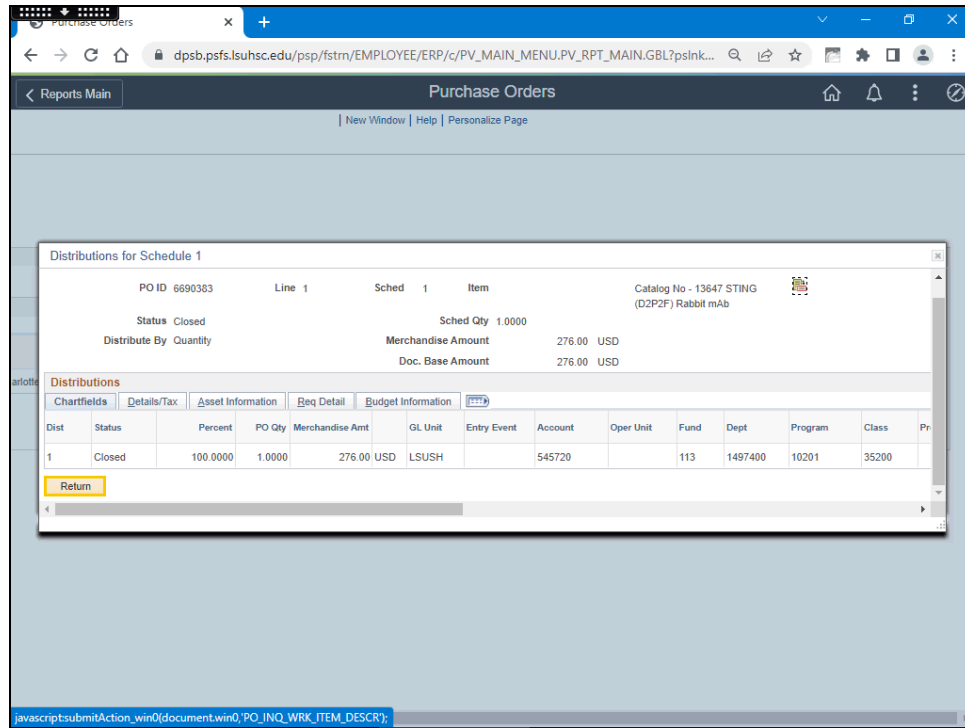 Purchase Orders
dpsb.psfs.lsuhsc.edu/psp/fstrn/EMPLOYEE/ERP/c/PV_MAIN_MENU.PV_RPT_MAIN.GBL?pslnk...
Reports Main
Purchase Orders
| New Window | Help | Personalize Page
Distributions for Schedule 1
PO ID 6690383 Line 1 Sched 1 Item Catalog No - 13647 STING
(D2P2F) Rabbit mAb
Status Closed Sched Qty 1.0000
Distribute By Quantity Merchandise Amount 276.00 USD
Doc. Base Amount 276.00 USD
arlotte
Distributions
Chartfields Details/Tax Asset Information Req Detail Budget Information
Dist Status Percent PO Qty Merchandise Amt GL Unit Entry Event Account Oper Unit Fund Dept Program Class Pr
1 Closed 100.0000 1.0000 276.00 USD LSUSH 545720 113 1497400 10201 35200
Return
javascript:submitAction_win0(document.win0,'PO_INQ_WRK_ITEM_DESCR');